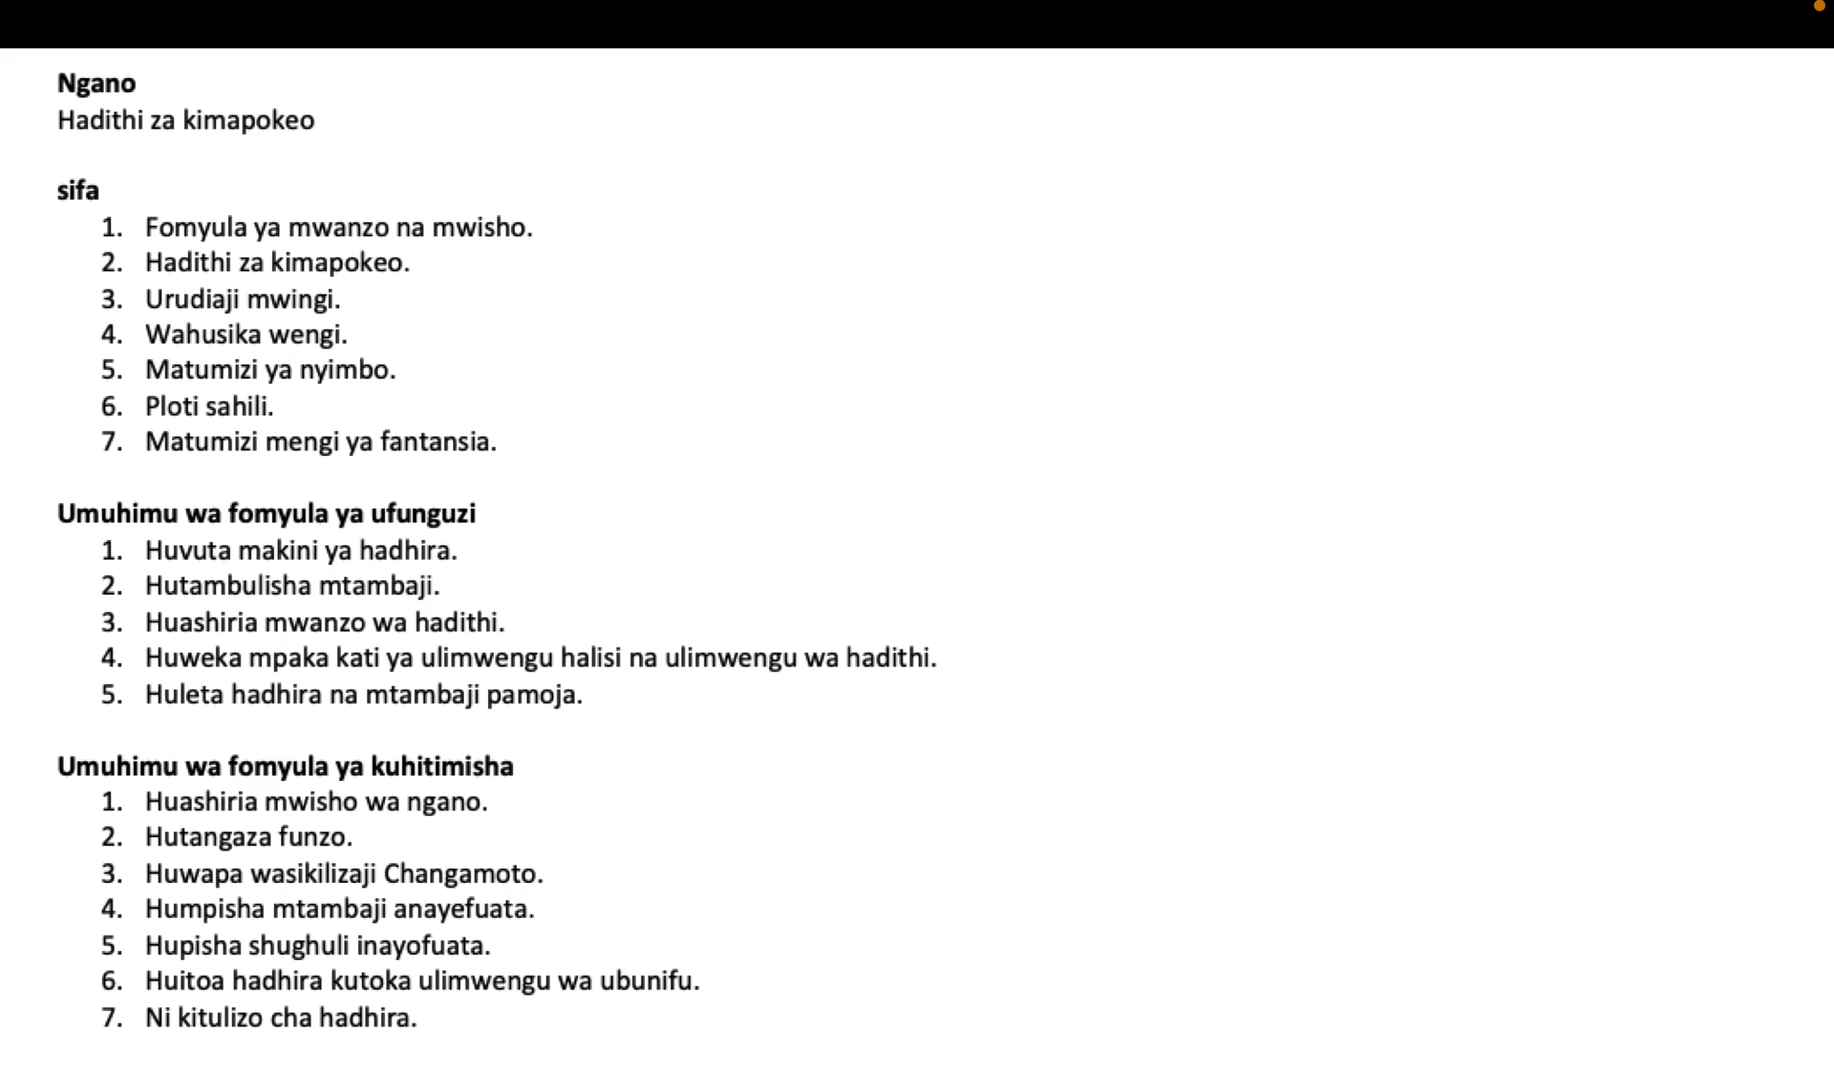 Ngano
Hadithi za kimapokeo
sifa
1. Fomyula ya mwanzo na mwisho.
2. Hadithi za kimapokeo.
3. Urudiaji mwingi.
4. Wahusika wengi.
5. Matumizi ya nyimbo.
6. Ploti sahili.
7. Matumizi mengi ya fantansia.
Umuhimu wa fomyula ya ufunguzi
1. Huvuta makini ya hadhira.
2. Hutambulisha mtambaji.
3. Huashiria mwanzo wa hadithi.
4. Huweka mpaka kati ya ulimwengu halisi na ulimwengu wa hadithi.
5. Huleta hadhira na mtambaji pamoja.
Umuhimu wa fomyula ya kuhitimisha
1. Huashiria mwisho wa ngano.
2. Hutangaza funzo.
3. Huwapa wasikilizaji Changamoto.
4. Humpisha mtambaji anayefuata.
5. Hupisha shughuli inayofuata.
6. Huitoa hadhira kutoka ulimwengu wa ubunifu.
7. Ni kitulizo cha hadhira.